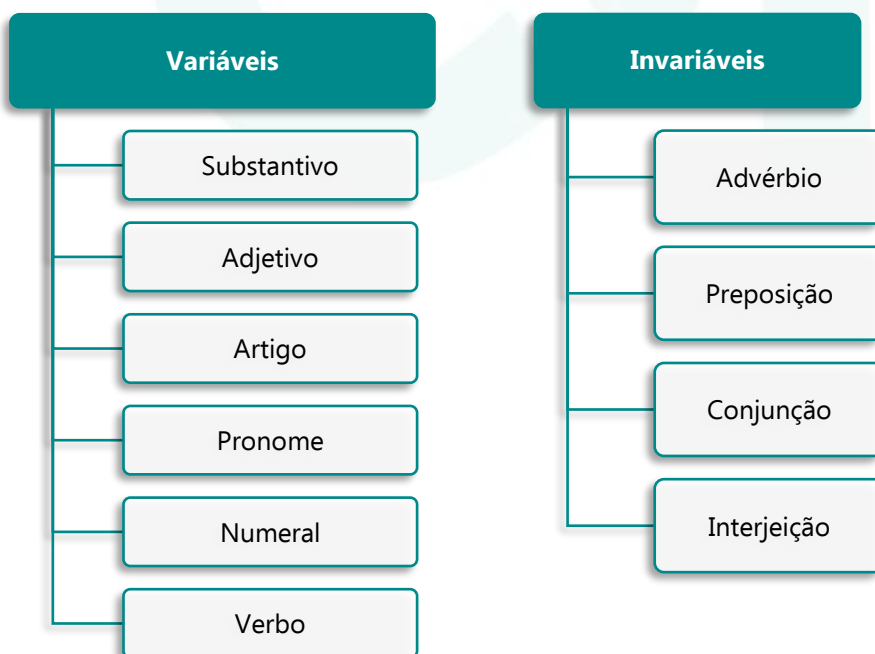 Variáveis
Substantivo
Adjetivo
Artigo
Pronome
Numeral
Verbo
Invariáveis
Advérbio
Preposição
Conjunção
Interjeição